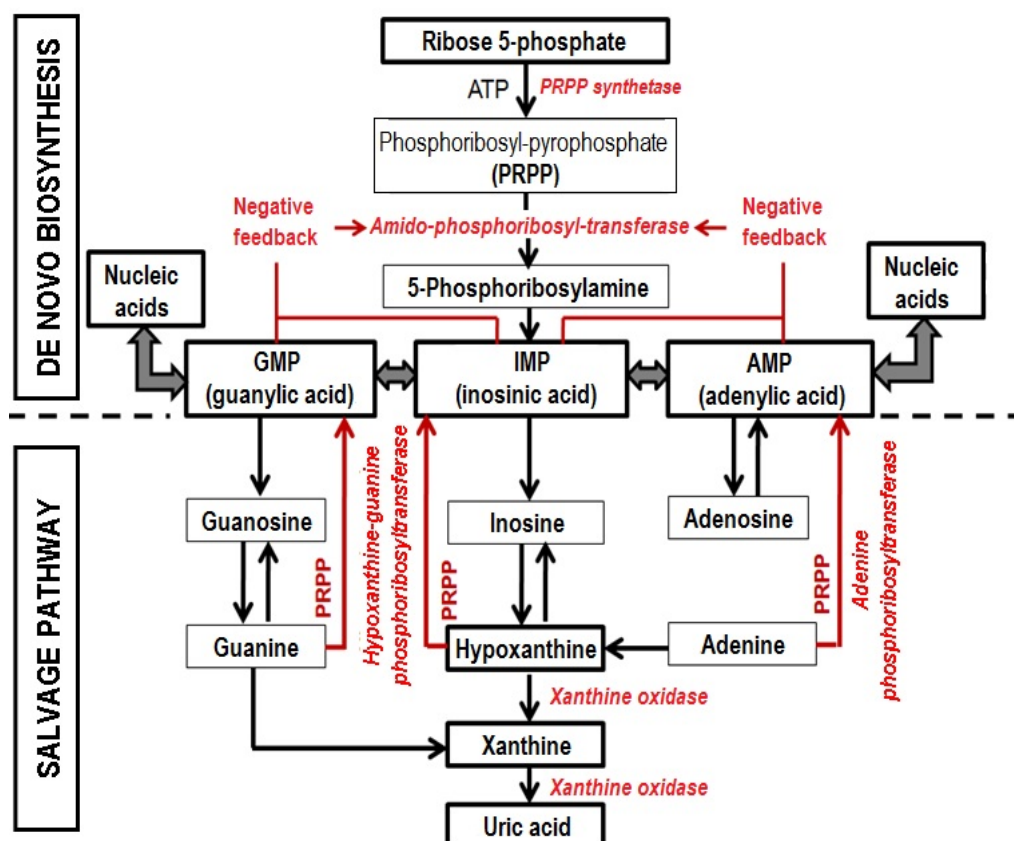 DE NOVO BIOSYNTHESIS
Ribose 5-phosphate
ATP
PRPP synthetase
Phosphoribosyl-pyrophosphate
(PRPP)
Negative
feedback
Amido-phosphoribosyl-transferase
Negative
feedback
Nucleic
acids
5-Phosphoribosylamine
Nucleic
acids
GMP
(guanylic acid)
IMP
(inosinic acid)
AMP
(adenylic acid)
SALVAGE PATHWAY
Guanosine
PRPP
Hypoxanthine-guanine
phosphoribosyltransferase
PRPP
Inosine
Adenosine
PRPP
Adenine
phosphoribosyltransferase
Guanine
Hypoxanthine
Adenine
Xanthine oxidase
Xanthine
Xanthine oxidase
Uric acid